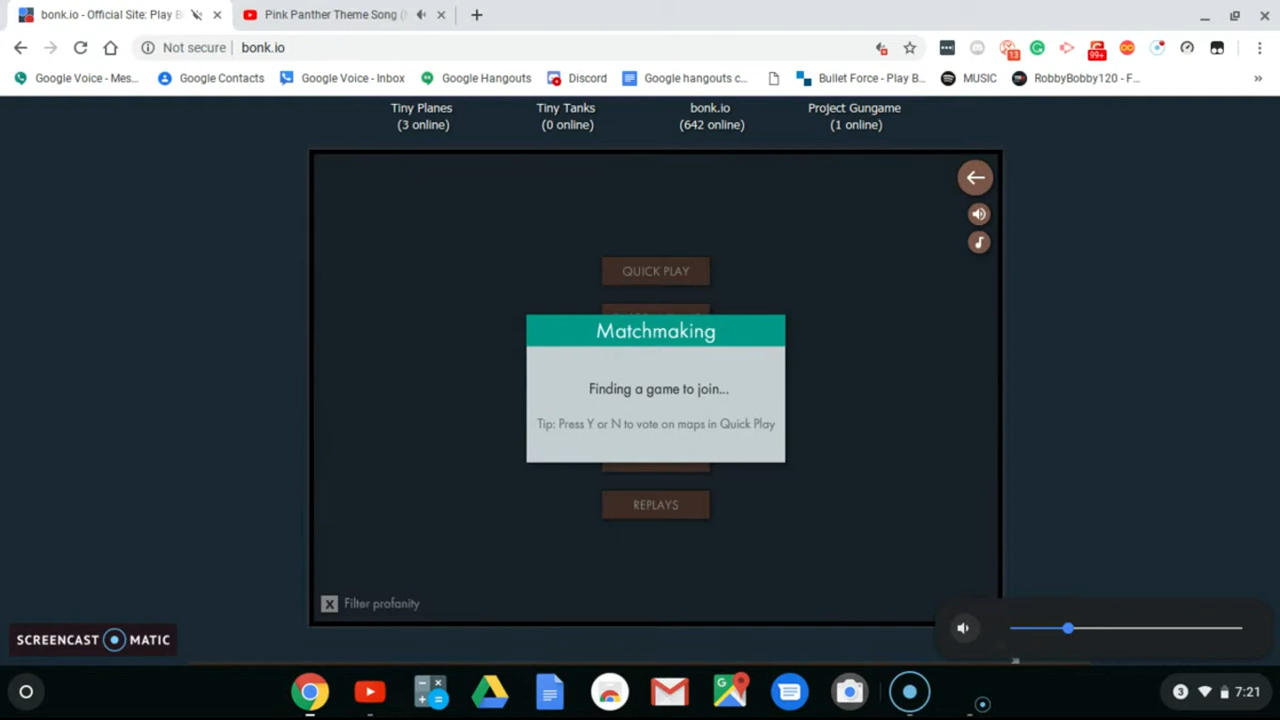 bonk.io - Official Site: Play B
Pink Panther Theme Song (
Not secure
bonk.io
13
99+
Google Voice - Mes...
Google Contacts
Google Voice - Inbox
Google Hangouts
Discord
Google hangouts c...
Bullet Force - Play B...
MUSIC
RobbyBobby120 - F...
»
Tiny Planes
(3 online)
Tiny Tanks
(0 online)
bonk.io
(642 online)
Project Gungame
(1 online)
QUICK PLAY
Matchmaking
Finding a game to join...
Tip: Press Y or N to vote on maps in Quick Play
REPLAYS
X Filter profanity
SCREENCAST MATIC
3
7:21